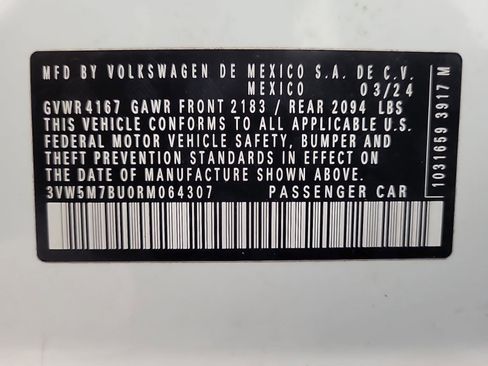 MFD BY VOLKSWAGEN DE MEXICO S.A. DE C.V.
MEXICO 03/24
GVWR 4167 GAWR FRONT 2183 / REAR 2094 LBS
THIS VEHICLE CONFORMS TO ALL APPLICABLE U.S.
FEDERAL MOTOR VEHICLE SAFETY, BUMPER AND
THEFT PREVENTION STANDARDS IN EFFECT ON
THE DATE OF MANUFACTURE SHOWN ABOVE.
3VW5M7BU0RM064307 PASSENGER CAR
1031659 3917 M